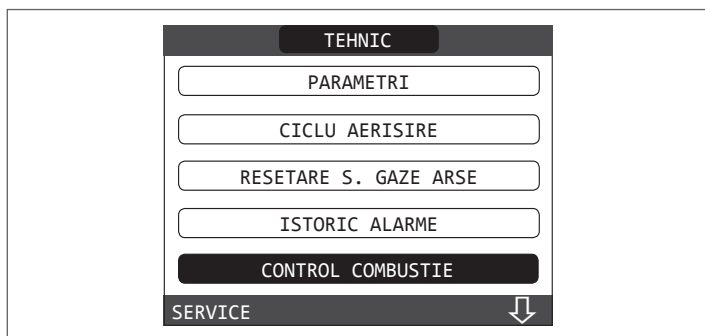 TEHNIC
PARAMETRI
CICLU AERISIRE
RESETARE S. GAZE ARSE
ISTORIC ALARME
CONTROL COMBUSTIE
SERVICE